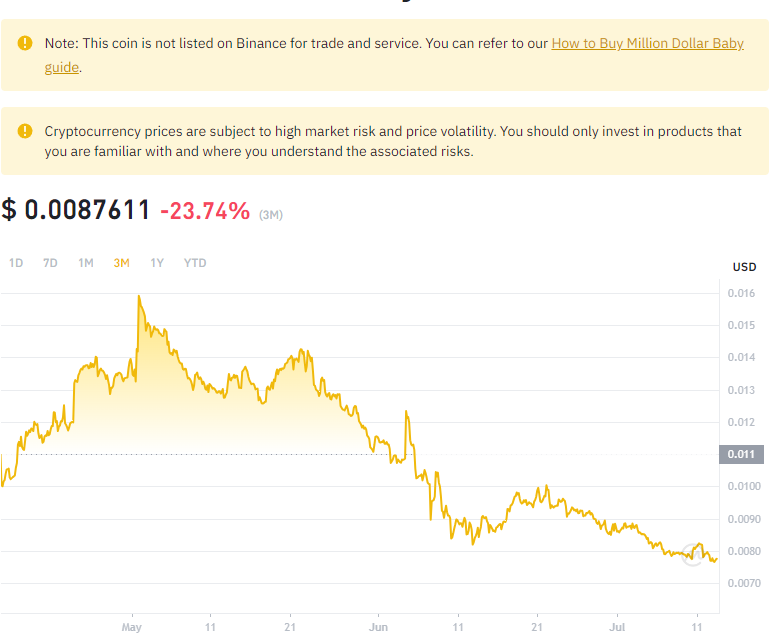 Note: This coin is not listed on Binance for trade and service. You can refer to our How to Buy Million Dollar Baby
guide.
Cryptocurrency prices are subject to high market risk and price volatility. You should only invest in products that
you are familiar with and where you understand the associated risks.
$ 0.0087611 -23.74% (3M)
1D 7D 1M 3M 1Y YTD
USD
0.016
0.015
0.014
0.013
0.012
0.011
0.0100
0.0090
0.0080
0.0070
May 11 21 Jun 11 21 Jul 11